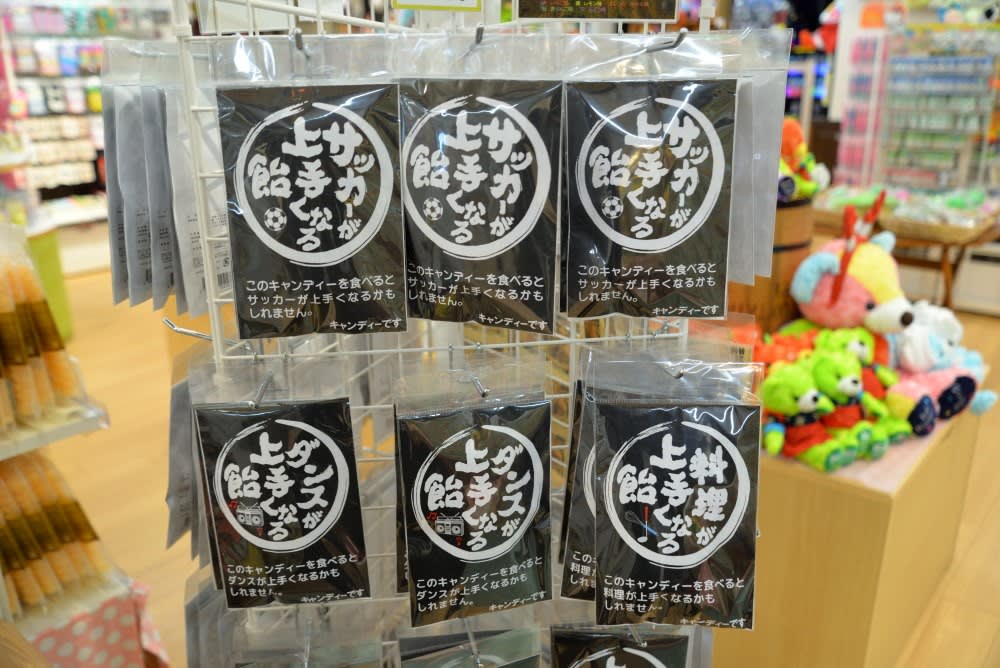 サッカーが
上手くなる
飴
このキャンディーを食べると
サッカーが上手くなるかも
しれません。
キャンディーです
サッカーが
上手くなる
飴
このキャンディーを食べると
サッカーが上手くなるかも
しれません。
キャンディーです
サッカーが
上手くなる
飴
このキャンディーを食べると
サッカーが上手くなるかも
しれません。
キャンディーです
ダンスが
上手くなる
飴
このキャンディーを食べると
ダンスが上手くなるかも
しれません。
キャンディーです
ダンスが
上手くなる
飴
このキャンディーを食べると
ダンスが上手くなるかも
しれません。
キャンディーです
料理が
上手くなる
飴
このキャンディーを食べると
料理が上手くなるかも
しれません。
キャンディーです